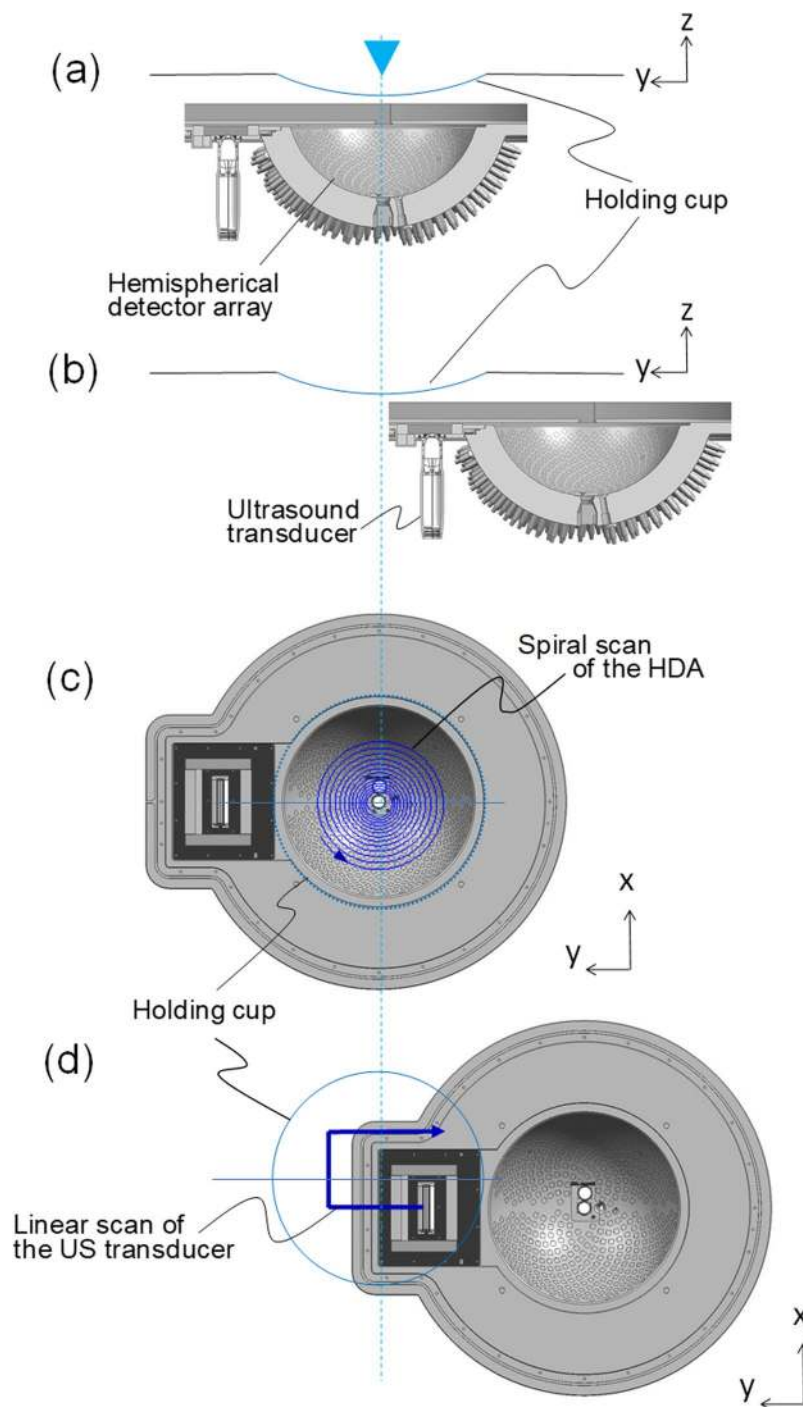 (a)
z
y
Holding cup
Hemispherical
detector array
(b)
z
y
Ultrasound
transducer
Spiral scan
of the HDA
(c)
x
y
Holding cup
(d)
Linear scan of
the US transducer
x
y